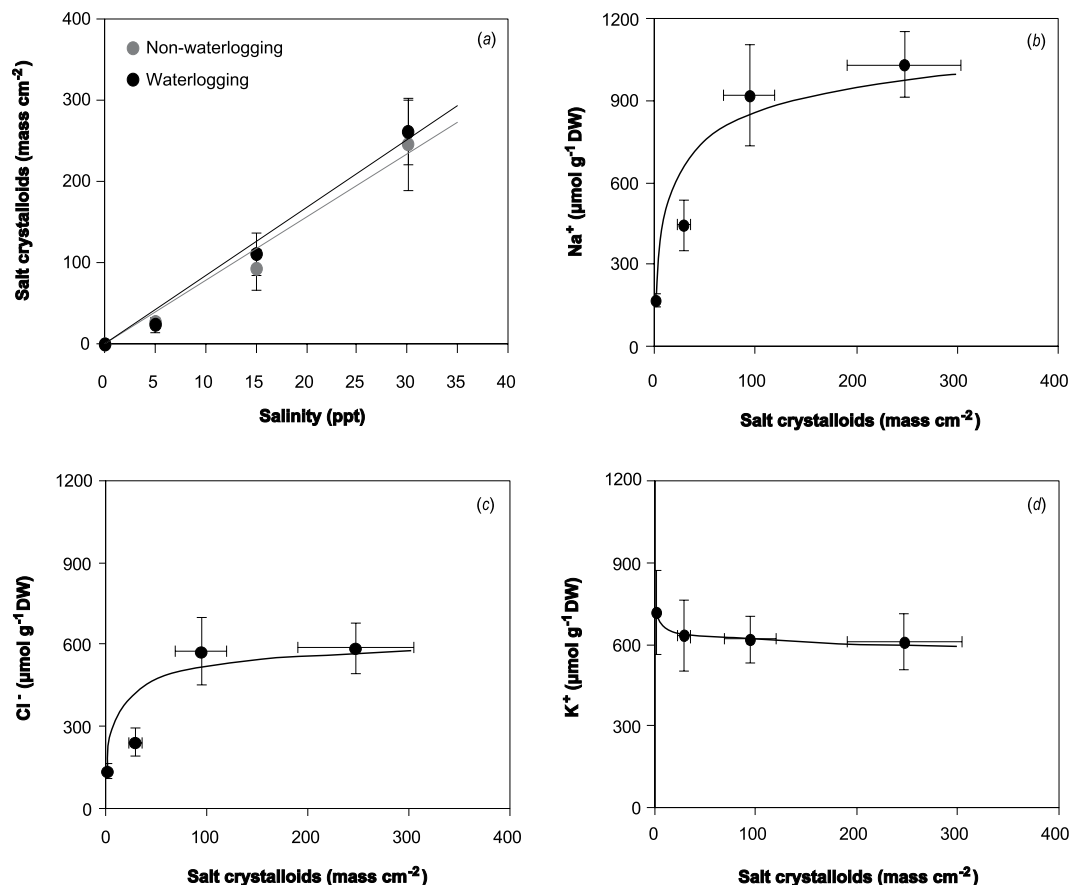 400
300
200
100
0
Salt crystalloids (mass cm⁻²)
(a)
Non-waterlogging
Waterlogging
0 5 10 15 20 25 30 35 40
Salinity (ppt)
1200
900
600
300
0
Na⁺ (µmol g⁻¹ DW)
(b)
0 100 200 300 400
Salt crystalloids (mass cm⁻²)
1200
900
600
300
0
Cl⁻ (µmol g⁻¹ DW)
(c)
0 100 200 300 400
Salt crystalloids (mass cm⁻²)
1200
900
600
300
0
K⁺ (µmol g⁻¹ DW)
(d)
0 100 200 300 400
Salt crystalloids (mass cm⁻²)